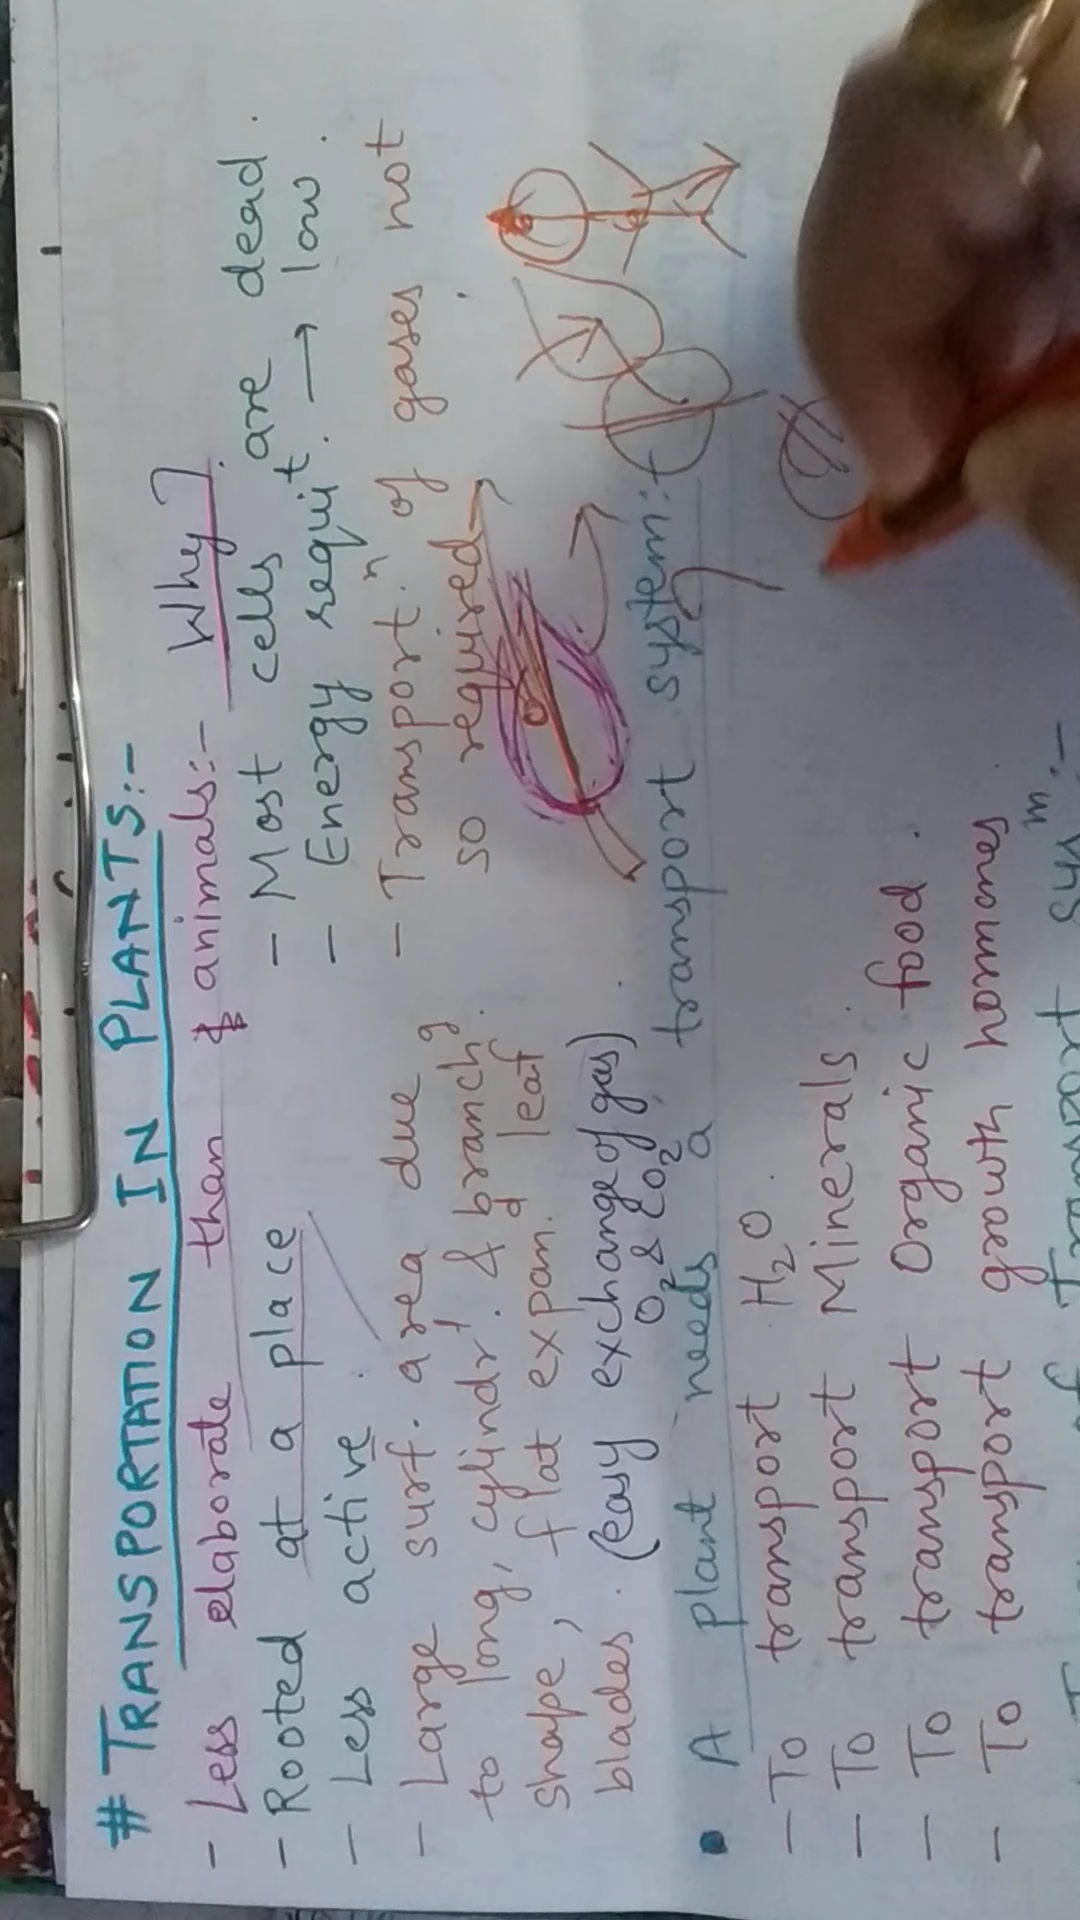 # TRANSPORTATION IN PLANTS:-
- Less elaborate than animals:- Why?
- Rooted at a place
- Less active.
- Most cells are dead.
- Energy requi^t. → low.
- Large surf. area due
to long, cylindr^l. & branch^g
shape, flat expan.^d leaf.
blades. (easy exchange of gas)
O2 & CO2
- Transport.^n of gases not
so required.
• A plant needs a transport system:-
- To transport H2O.
- To transport Minerals.
- To transport Organic food.
- To transport growth hormones